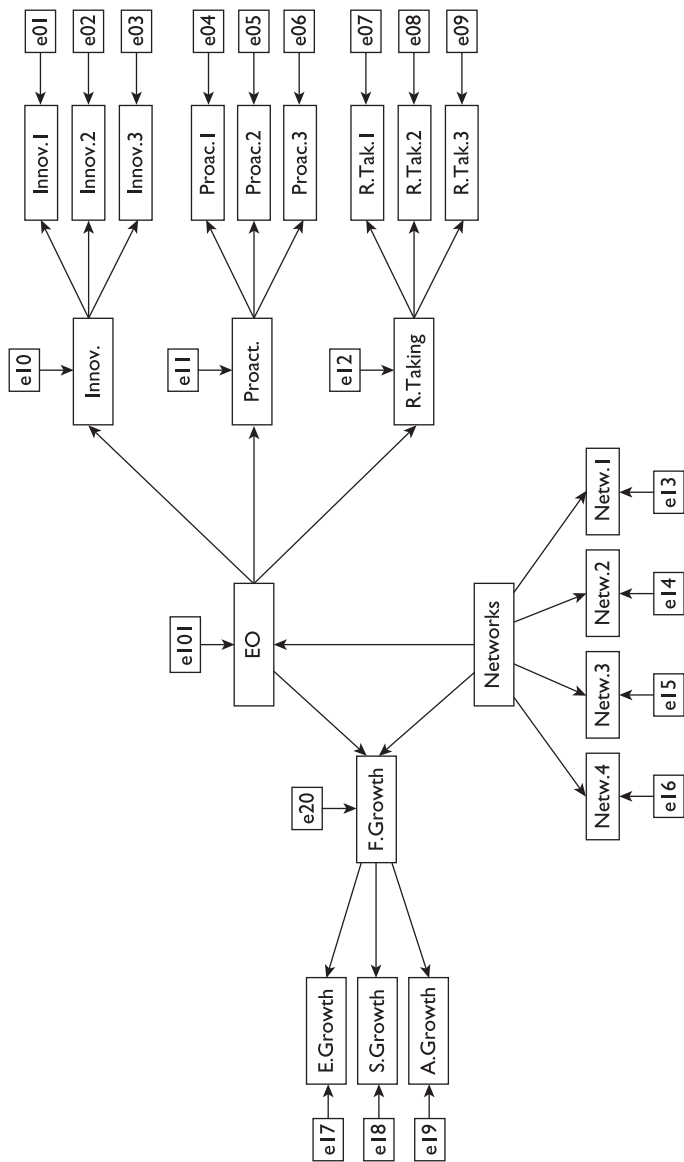 e10
Innov.
Innov.1
e01
Innov.2
e02
Innov.3
e03
e11
Proact.
Proac.1
e04
Proac.2
e05
Proac.3
e06
e12
R.Taking
R.Tak.1
e07
R.Tak.2
e08
R.Tak.3
e09
e101
EO
e20
F.Growth
e17
E.Growth
e18
S.Growth
e19
A.Growth
Networks
Netw.4
Netw.3
Netw.2
Netw.1
e16
e15
e14
e13